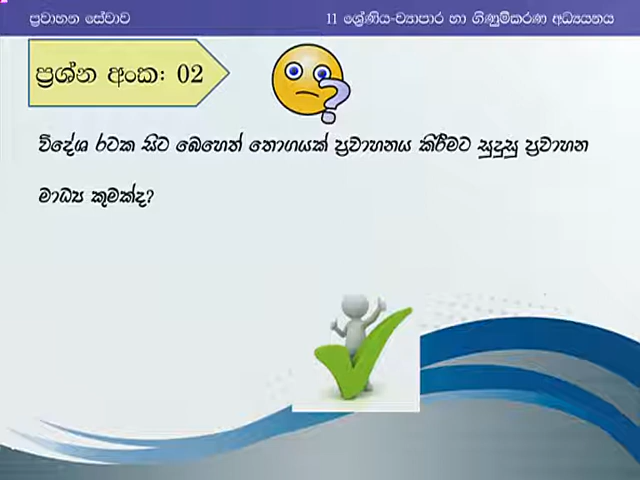 ප්‍රවාහන සේවාව
11 ශ්‍රේණිය-ව්‍යාපාර හා ගිණුම්කරණ අධ්‍යයනය
ප්‍රශ්න අංක: 02
විදේශ රටක සිට බෙහෙත් තොගයක් ප්‍රවාහනය කිරීමට සුදුසු ප්‍රවාහන
මාධ්‍ය කුමක්ද?